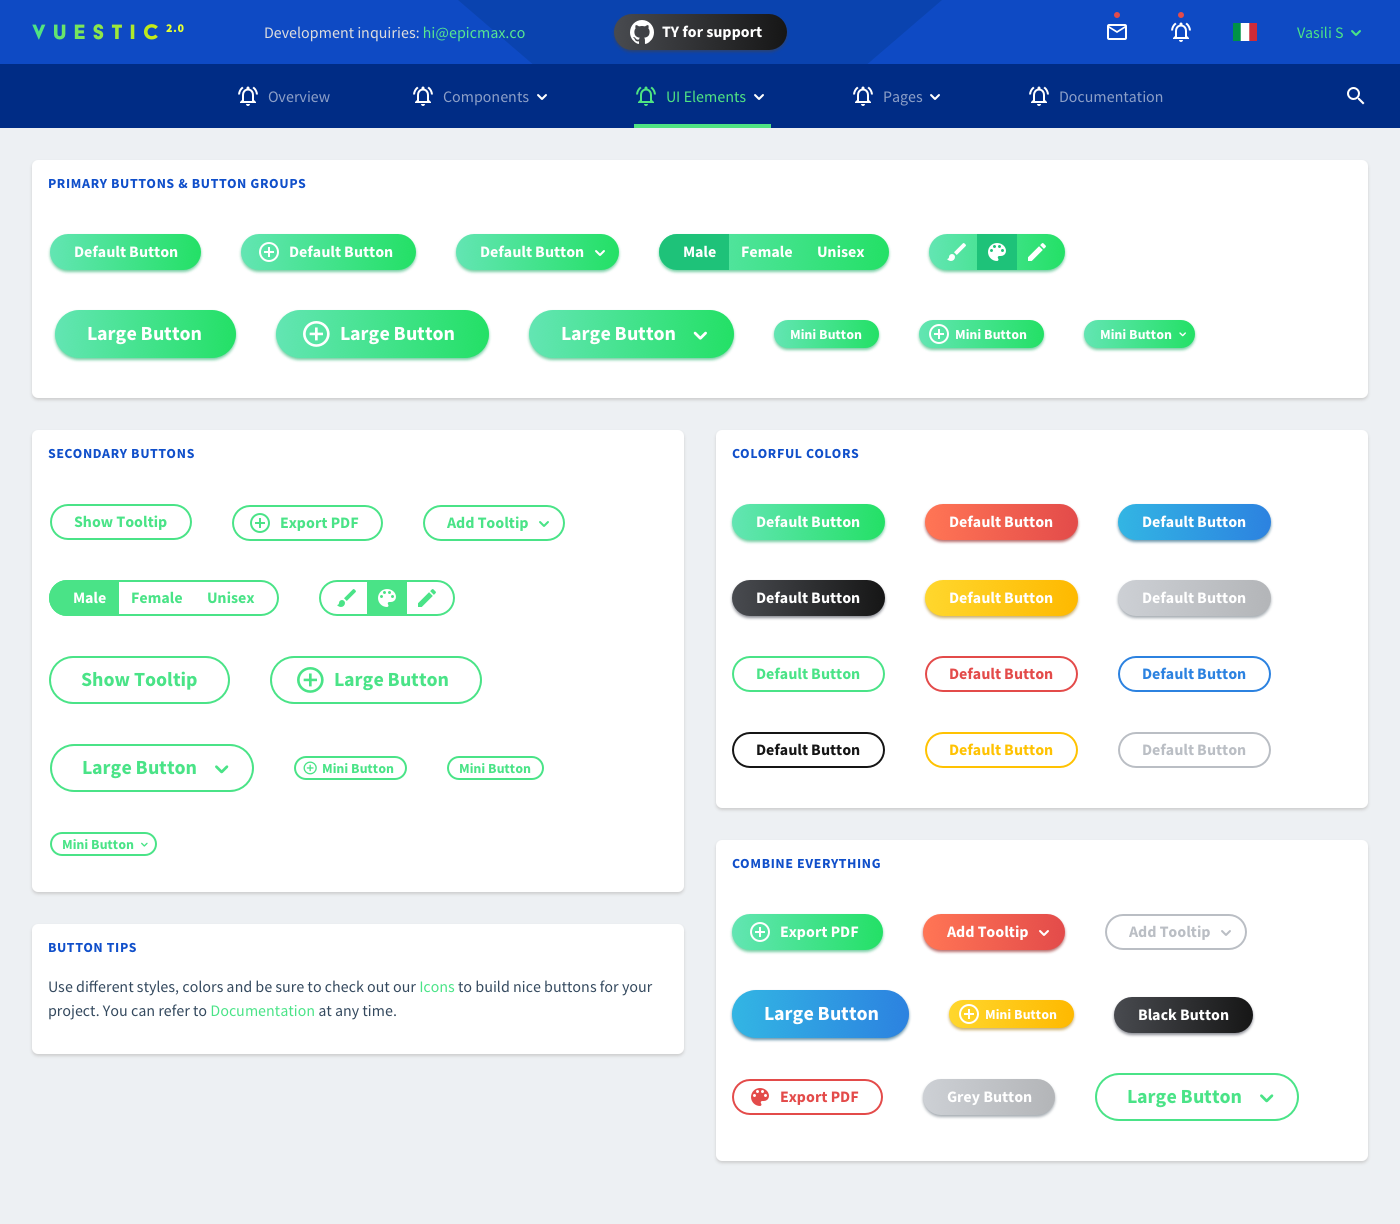 VUESTIC 2.0
Development inquiries: hi@epicmax.co
TY for support
Vasili S
Overview
Components
UI Elements
Pages
Documentation
PRIMARY BUTTONS & BUTTON GROUPS
Default Button
Default Button
Default Button
Male Female Unisex
Large Button
Large Button
Large Button
Mini Button
Mini Button
Mini Button
SECONDARY BUTTONS
Show Tooltip
Export PDF
Add Tooltip
Male Female Unisex
Show Tooltip
Large Button
Large Button
Mini Button
Mini Button
Mini Button
BUTTON TIPS
Use different styles, colors and be sure to check out our Icons to build nice buttons for your
project. You can refer to Documentation at any time.
COLORFUL COLORS
Default Button
Default Button
Default Button
Default Button
Default Button
Default Button
Default Button
Default Button
Default Button
Default Button
Default Button
Default Button
COMBINE EVERYTHING
Export PDF
Add Tooltip
Add Tooltip
Large Button
Mini Button
Black Button
Export PDF
Grey Button
Large Button